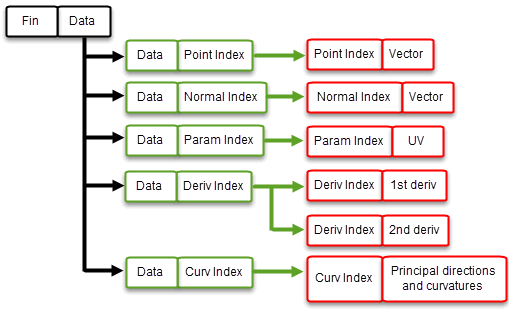 Fin Data
Data Point Index Point Index Vector
Data Normal Index Normal Index Vector
Data Param Index Param Index UV
Data Deriv Index Deriv Index 1st deriv
Deriv Index 2nd deriv
Data Curv Index Curv Index Principal directions
and curvatures